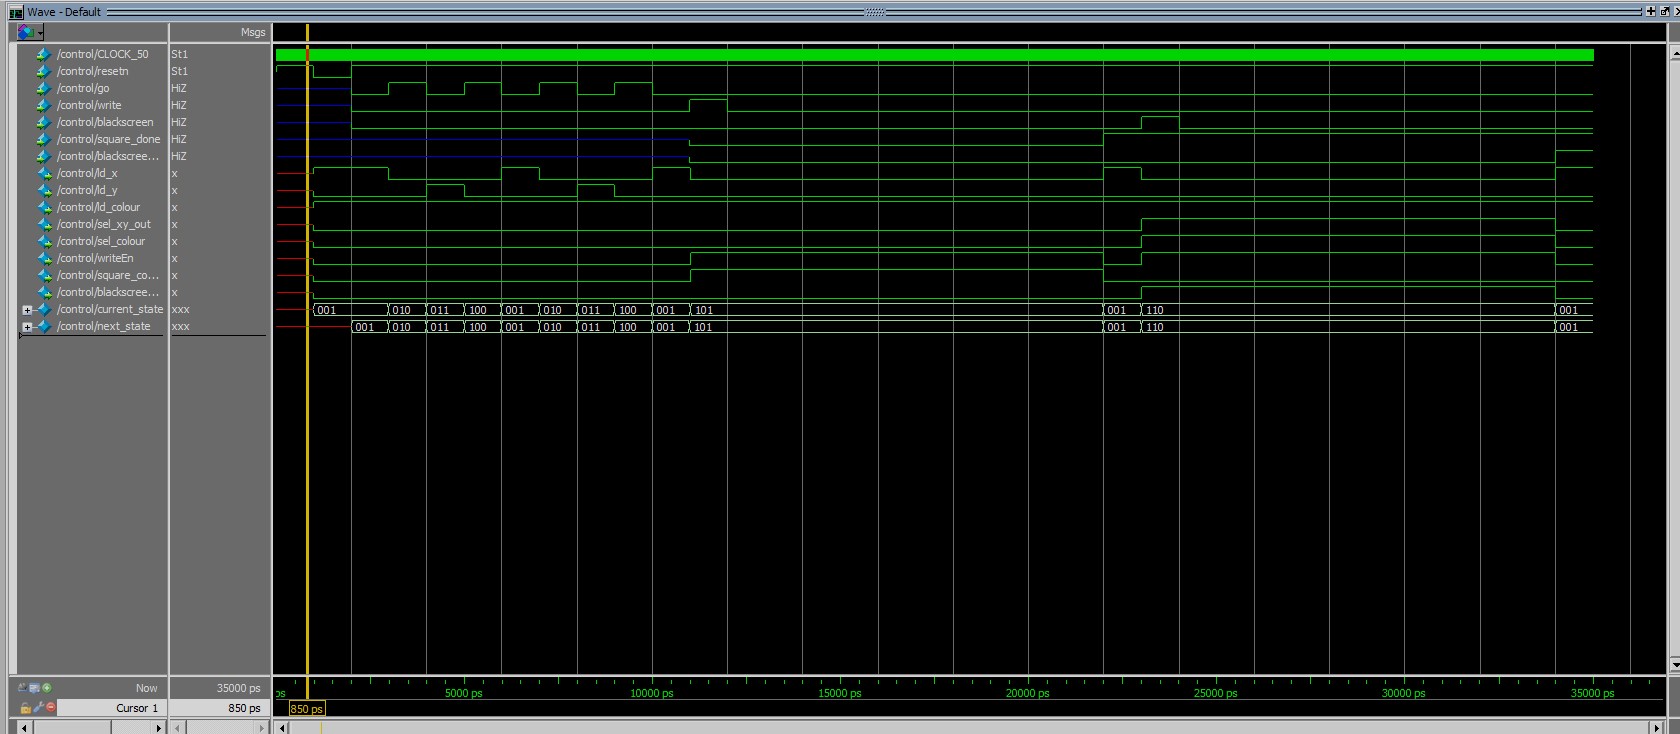 Wave - Default
Msgs
/control/CLOCK_50 St1
/control/resetn St1
/control/go HiZ
/control/write HiZ
/control/blackscreen HiZ
/control/square_done HiZ
/control/blackscree... HiZ
/control/ld_x x
/control/ld_y x
/control/ld_colour x
/control/sel_xy_out x
/control/sel_colour x
/control/writeEn x
/control/square_co... x
/control/blackscree... x
/control/current_state xxx 001 010 011 100 001 010 011 100 001 101 001 110 001
/control/next_state xxx 001 010 011 100 001 010 011 100 001 101 001 110 001
Now 35000 ps ps 5000 ps 10000 ps 15000 ps 20000 ps 25000 ps 30000 ps 35000 ps
Cursor 1 850 ps 850 ps